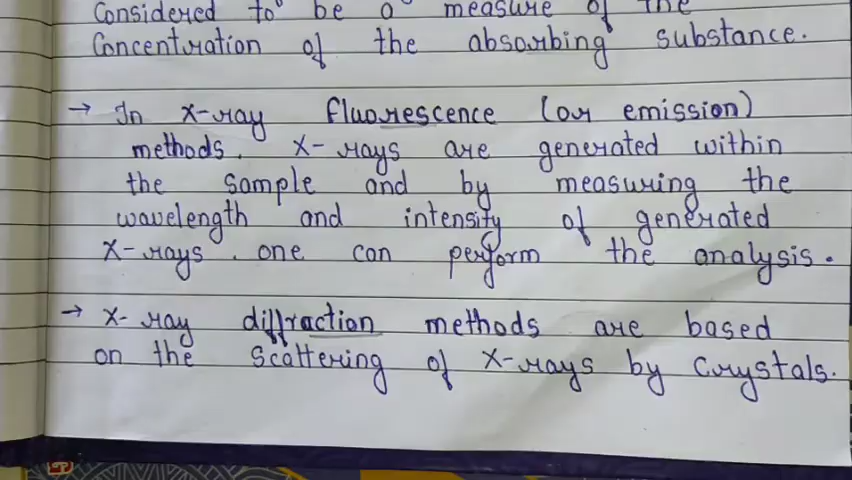 Considered to be a measure of the
Concentration of the absorbing substance.
→ In X-ray fluorescence (or emission)
methods. X-rays are generated within
the sample and by measuring the
wavelength and intensity of generated
X-rays. one can perform the analysis.
→ X-ray diffraction methods are based
on the scattering of X-rays by Crystals.